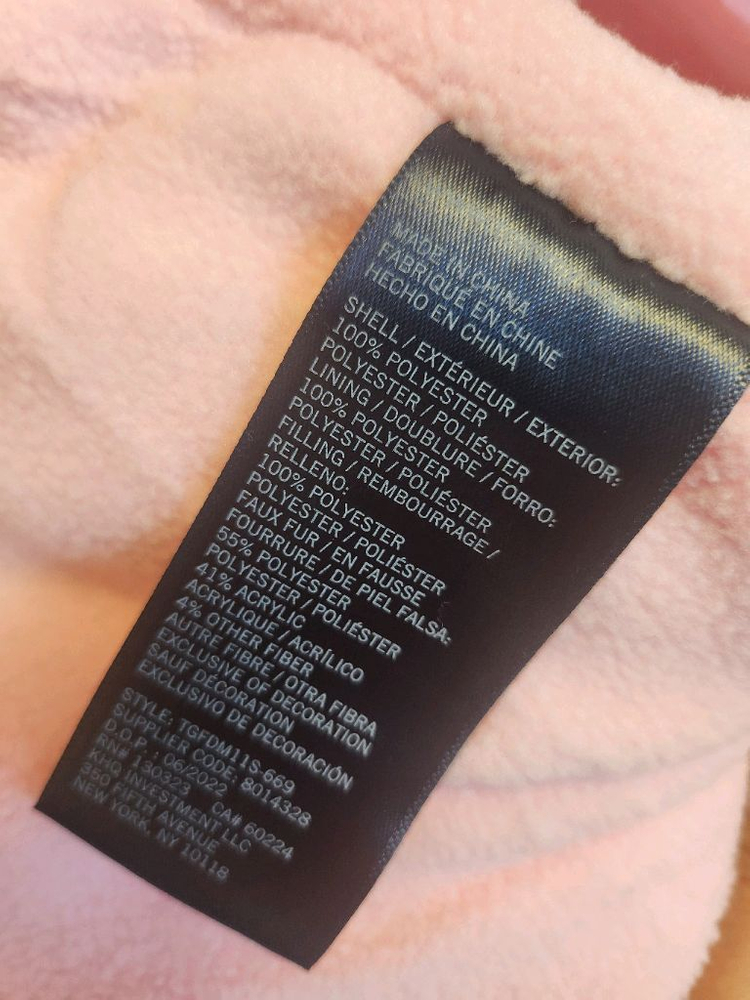 MADE IN CHINA
FABRIQUÉ EN CHINE
HECHO EN CHINA
SHELL / EXTÉRIEUR / EXTERIOR:
100% POLYESTER
POLYESTER / POLIÉSTER
LINING / DOUBLURE / FORRO:
100% POLYESTER
POLYESTER / POLIÉSTER
FILLING / REMBOURRAGE /
RELLENO:
100% POLYESTER
POLYESTER / POLIÉSTER
FAUX FUR / EN FAUSSE
FOURRURE / DE PIEL FALSA:
55% POLYESTER
POLYESTER / POLIÉSTER
41% ACRYLIC
ACRYLIQUE / ACRÍLICO
4% OTHER FIBER
AUTRE FIBRE / OTRA FIBRA
EXCLUSIVE OF DECORATION
SAUF DÉCORATION
EXCLUSIVO DE DECORACIÓN
STYLE: TGFDM11S-669
SUPPLIER CODE: 8014328
D.O.P.: 06/2022
RN# 130323 CA# 60224
KHQ INVESTMENT LLC
350 FIFTH AVENUE
NEW YORK, NY 10118